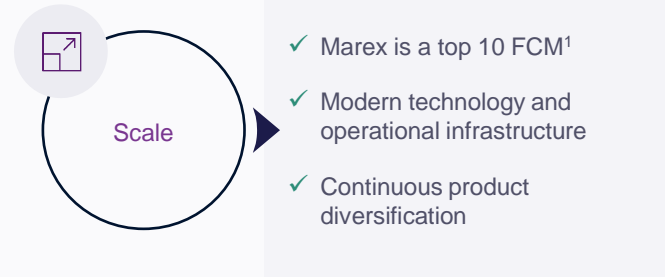 Scale
Marex is a top 10 FCM¹
Modern technology and
operational infrastructure
Continuous product
diversification